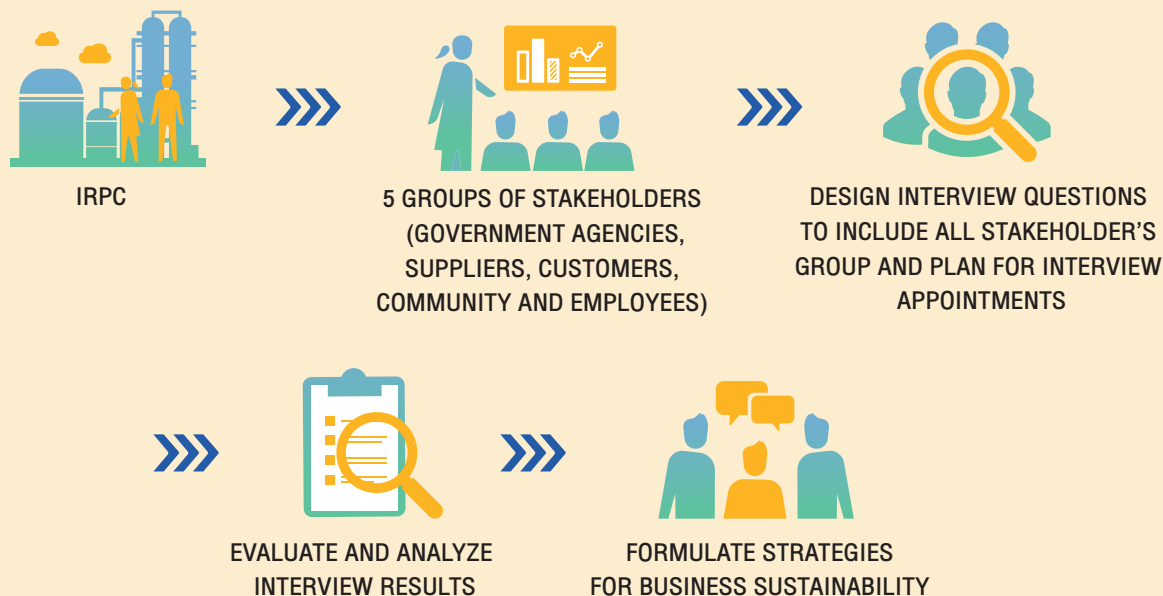 IRPC
5 GROUPS OF STAKEHOLDERS
(GOVERNMENT AGENCIES,
SUPPLIERS, CUSTOMERS,
COMMUNITY AND EMPLOYEES)
DESIGN INTERVIEW QUESTIONS
TO INCLUDE ALL STAKEHOLDER'S
GROUP AND PLAN FOR INTERVIEW
APPOINTMENTS
EVALUATE AND ANALYZE
INTERVIEW RESULTS
FORMULATE STRATEGIES
FOR BUSINESS SUSTAINABILITY